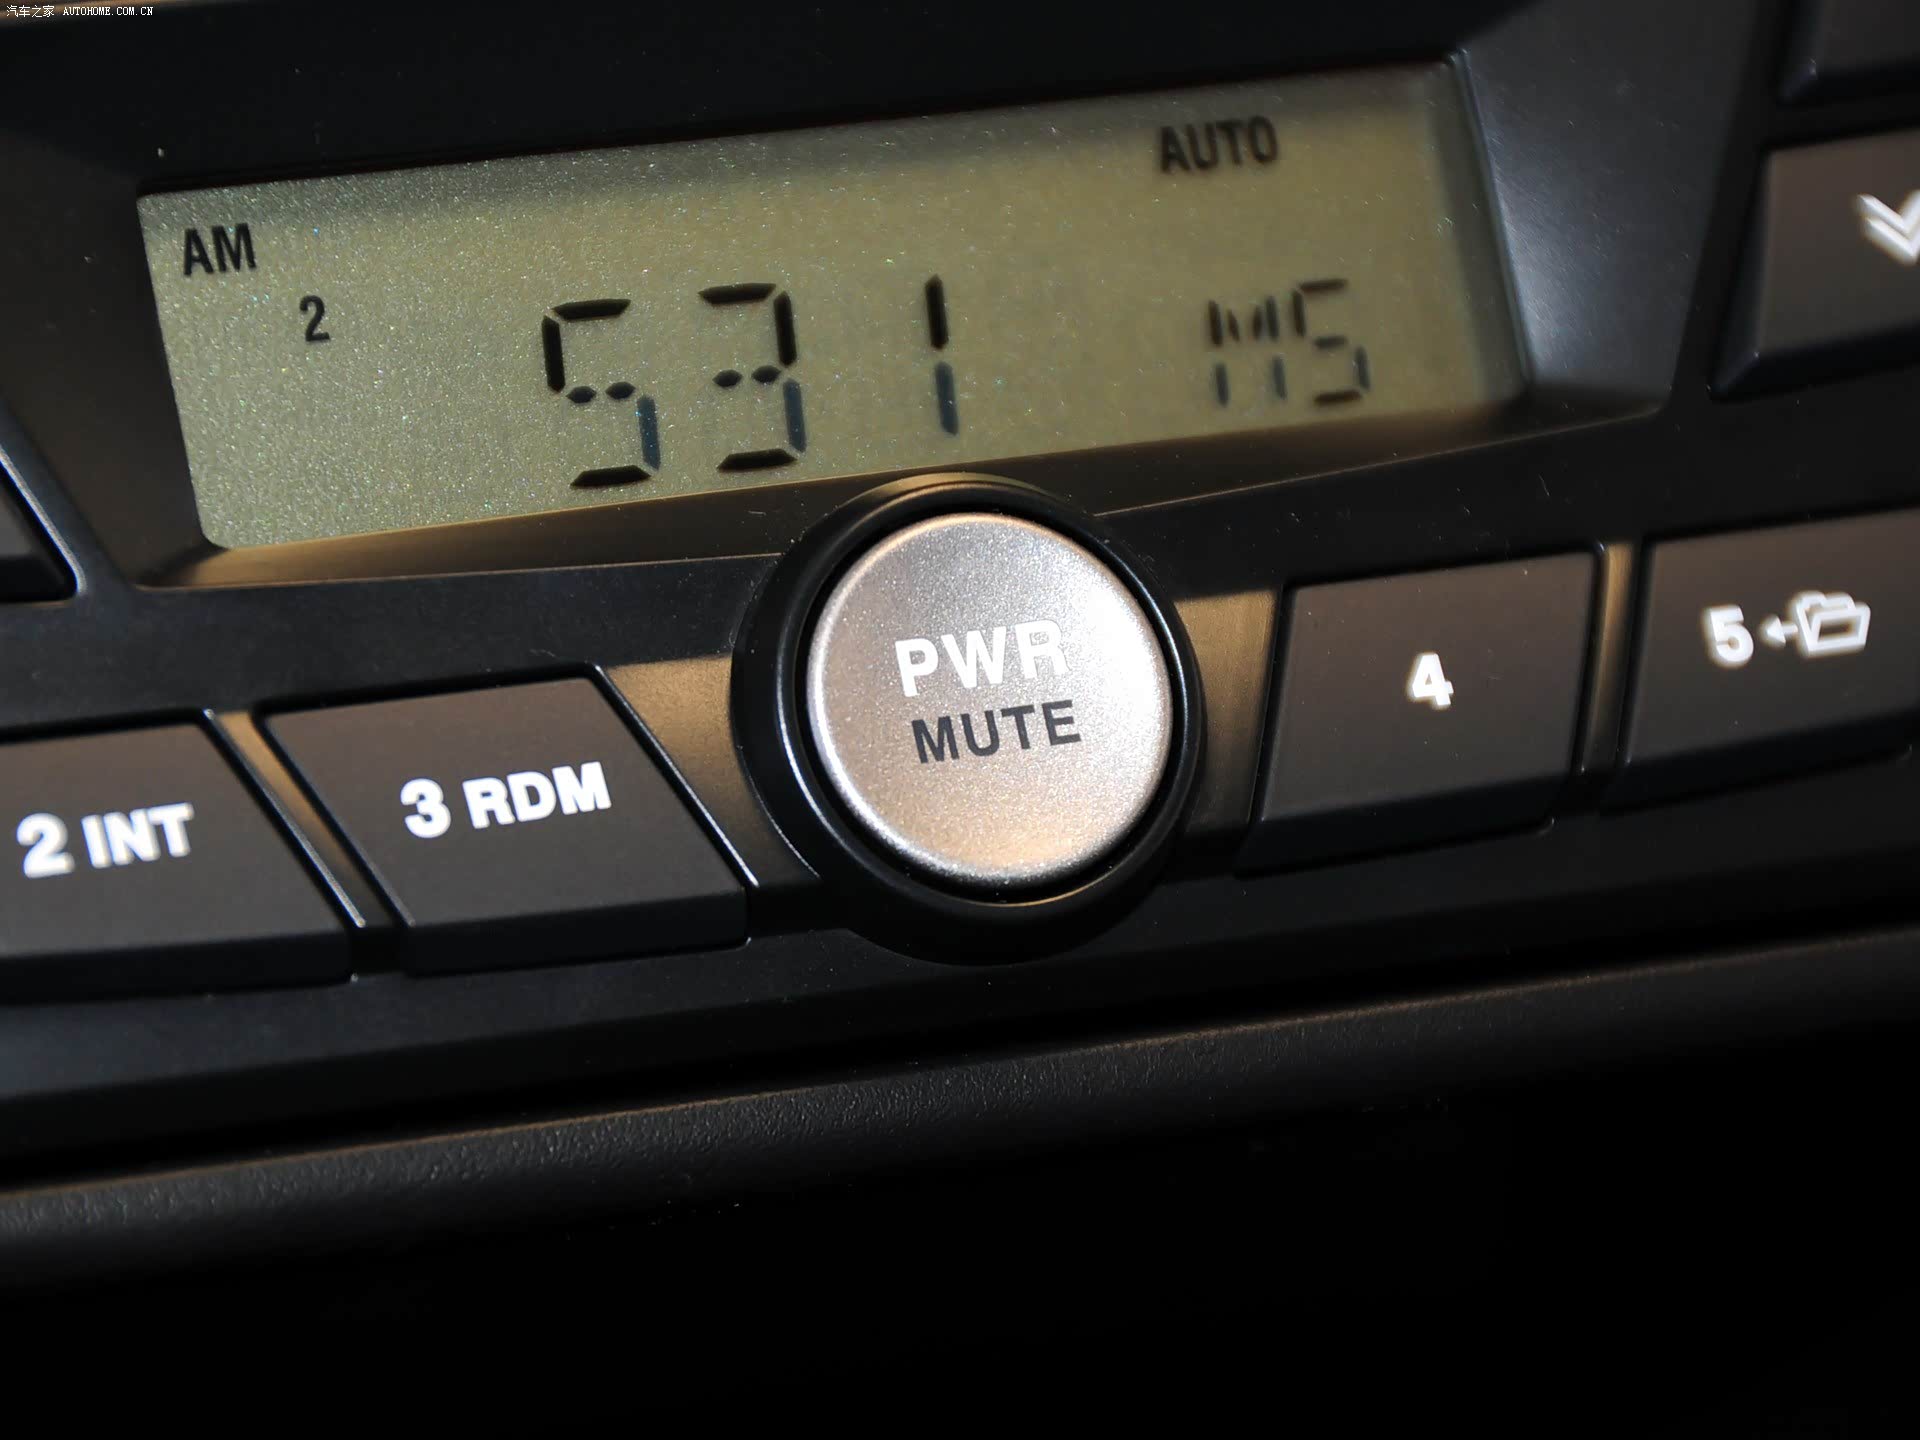 汽车之家 AUTOHOME.COM.CN
AUTO
AM
2
531 M5
PWR
MUTE
2 INT
3 RDM
4
5